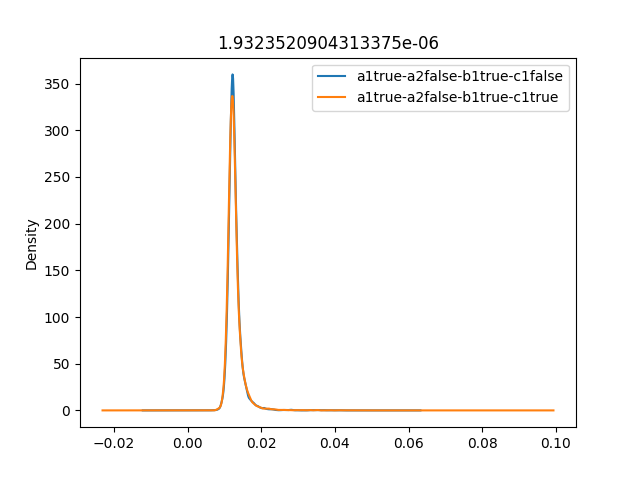 1.9323520904313375e-06
a1true-a2false-b1true-c1false
a1true-a2false-b1true-c1true
Density
350
300
250
200
150
100
50
0
−0.02 0.00 0.02 0.04 0.06 0.08 0.10